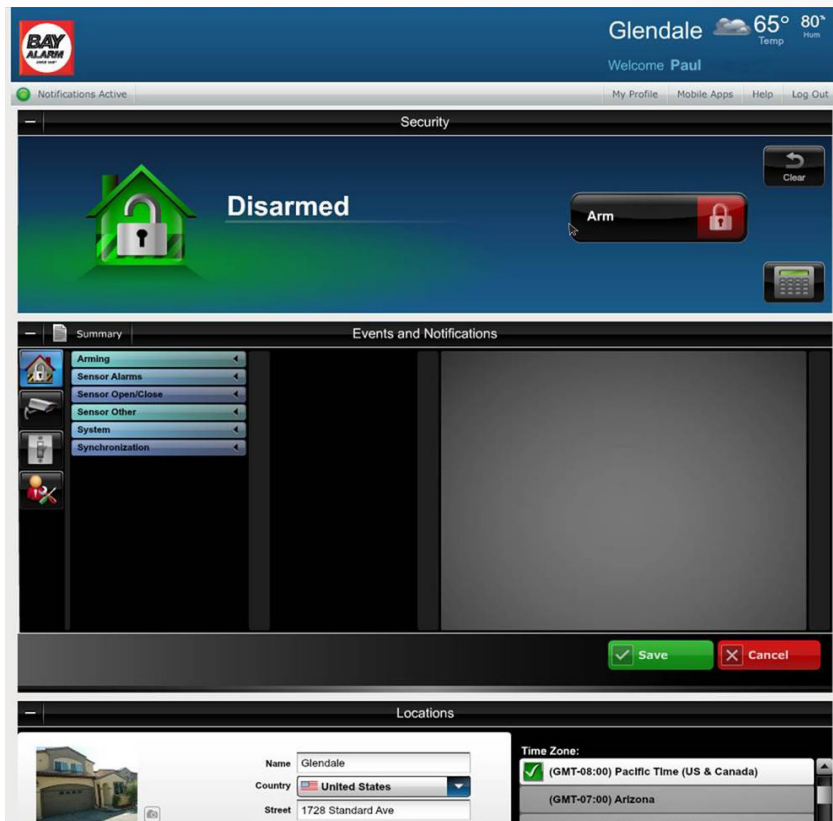 BAY
ALARM
Glendale 65° 80%
Temp Hum
Welcome Paul
Notifications Active
My Profile Mobile Apps Help Log Out
Security
Clear
Disarmed
Arm
Summary
Events and Notifications
Arming
Sensor Alarms
Sensor Open/Close
Sensor Other
System
Synchronization
Save
Cancel
Locations
Name Glendale
Country United States
Street 1728 Standard Ave
Time Zone:
(GMT-08:00) Pacific Time (US & Canada)
(GMT-07:00) Arizona